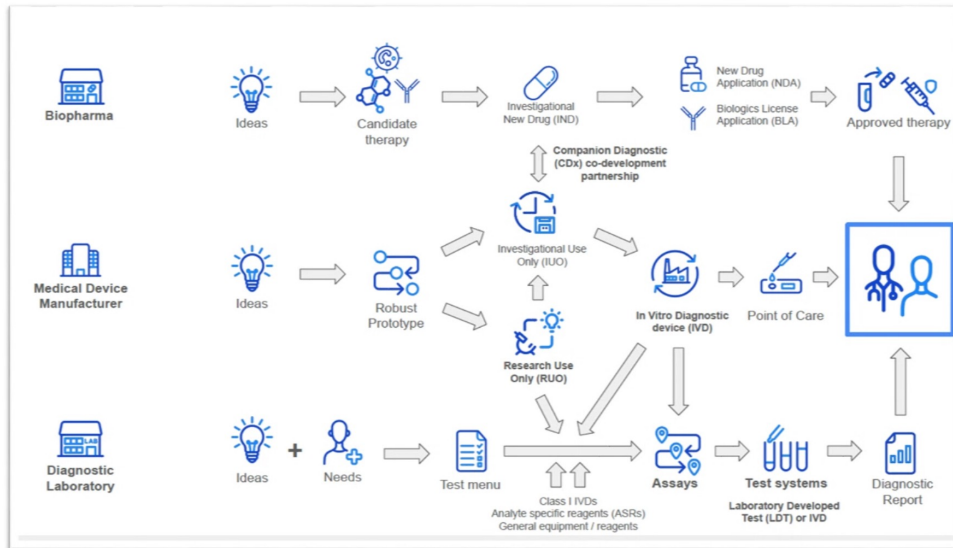 Biopharma
Ideas
Candidate
therapy
Investigational
New Drug (IND)
New Drug
Application (NDA)
Biologics License
Application (BLA)
Approved therapy
Companion Diagnostic
(CDx) co-development
partnership
Medical Device
Manufacturer
Ideas
Robust
Prototype
Investigational Use
Only (IUO)
Research Use
Only (RUO)
In Vitro Diagnostic
device (IVD)
Point of Care
LAB
Diagnostic
Laboratory
Ideas
+
Needs
Test menu
Class I IVDs
Analyte specific reagents (ASRs)
General equipment / reagents
Assays
Test systems
Laboratory Developed
Test (LDT) or IVD
Diagnostic
Report